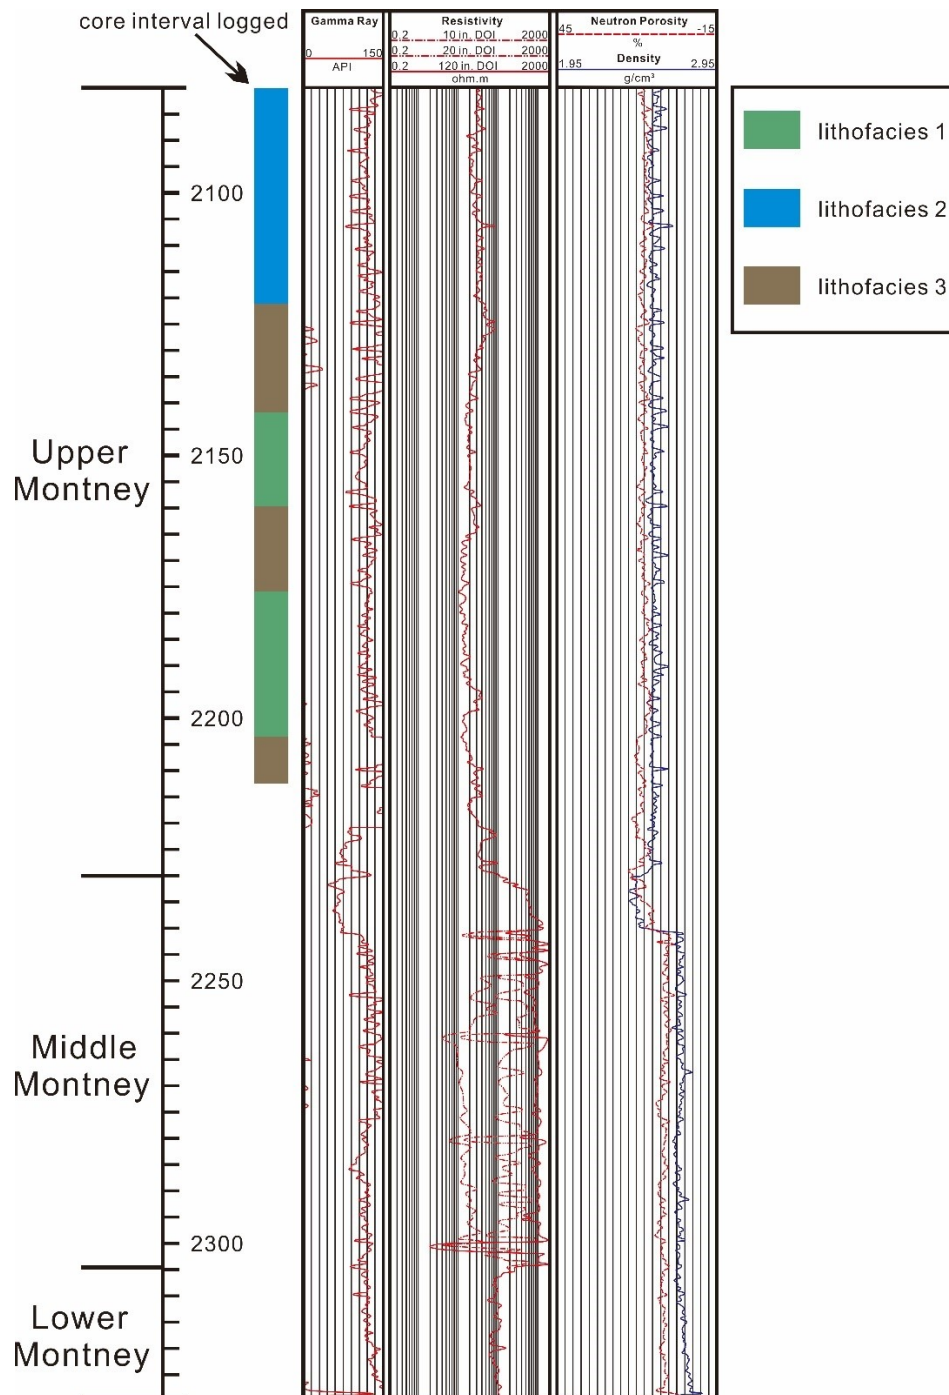 core interval logged
Gamma Ray
0 150
API
Resistivity
0.2 10 in. DOI 2000
0.2 20 in. DOI 2000
0.2 120 in. DOI 2000
ohm.m
Neutron Porosity
45 -15
%
Density
1.95 2.95
g/cm³
lithofacies 1
lithofacies 2
lithofacies 3
2100
Upper
Montney
2150
2200
2250
Middle
Montney
2300
Lower
Montney